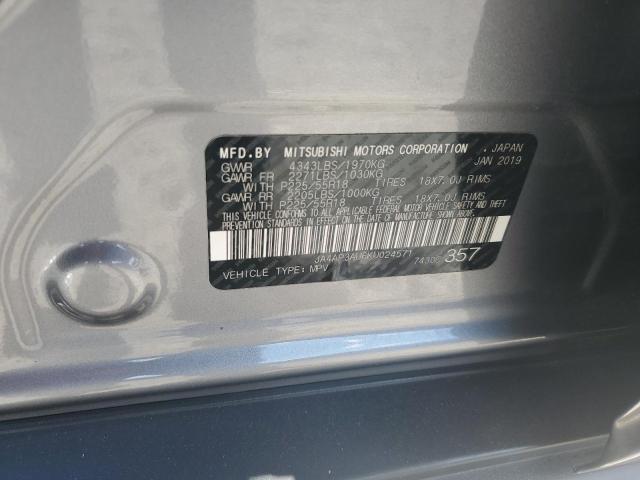 MFD.BY MITSUBISHI MOTORS CORPORATION , JAPAN
GVWR 4343LBS/1970KG JAN 2019
GAWR FR 2271LBS/1030KG
WITH P225/55R18 TIRES 18X7.0J RIMS
GAWR RR 2205LBS/1000KG
WITH P225/55R18 TIRES 18X7.0J RIMS
THIS VEHICLE CONFORMS TO ALL APPLICABLE
FEDERAL MOTOR VEHICLE SAFETY STANDARDS
IN EFFECT ON THE DATE OF MANUFACTURE SHOWN ABOVE.
JA4AP3AU6KU024571
VEHICLE TYPE: MPV 357